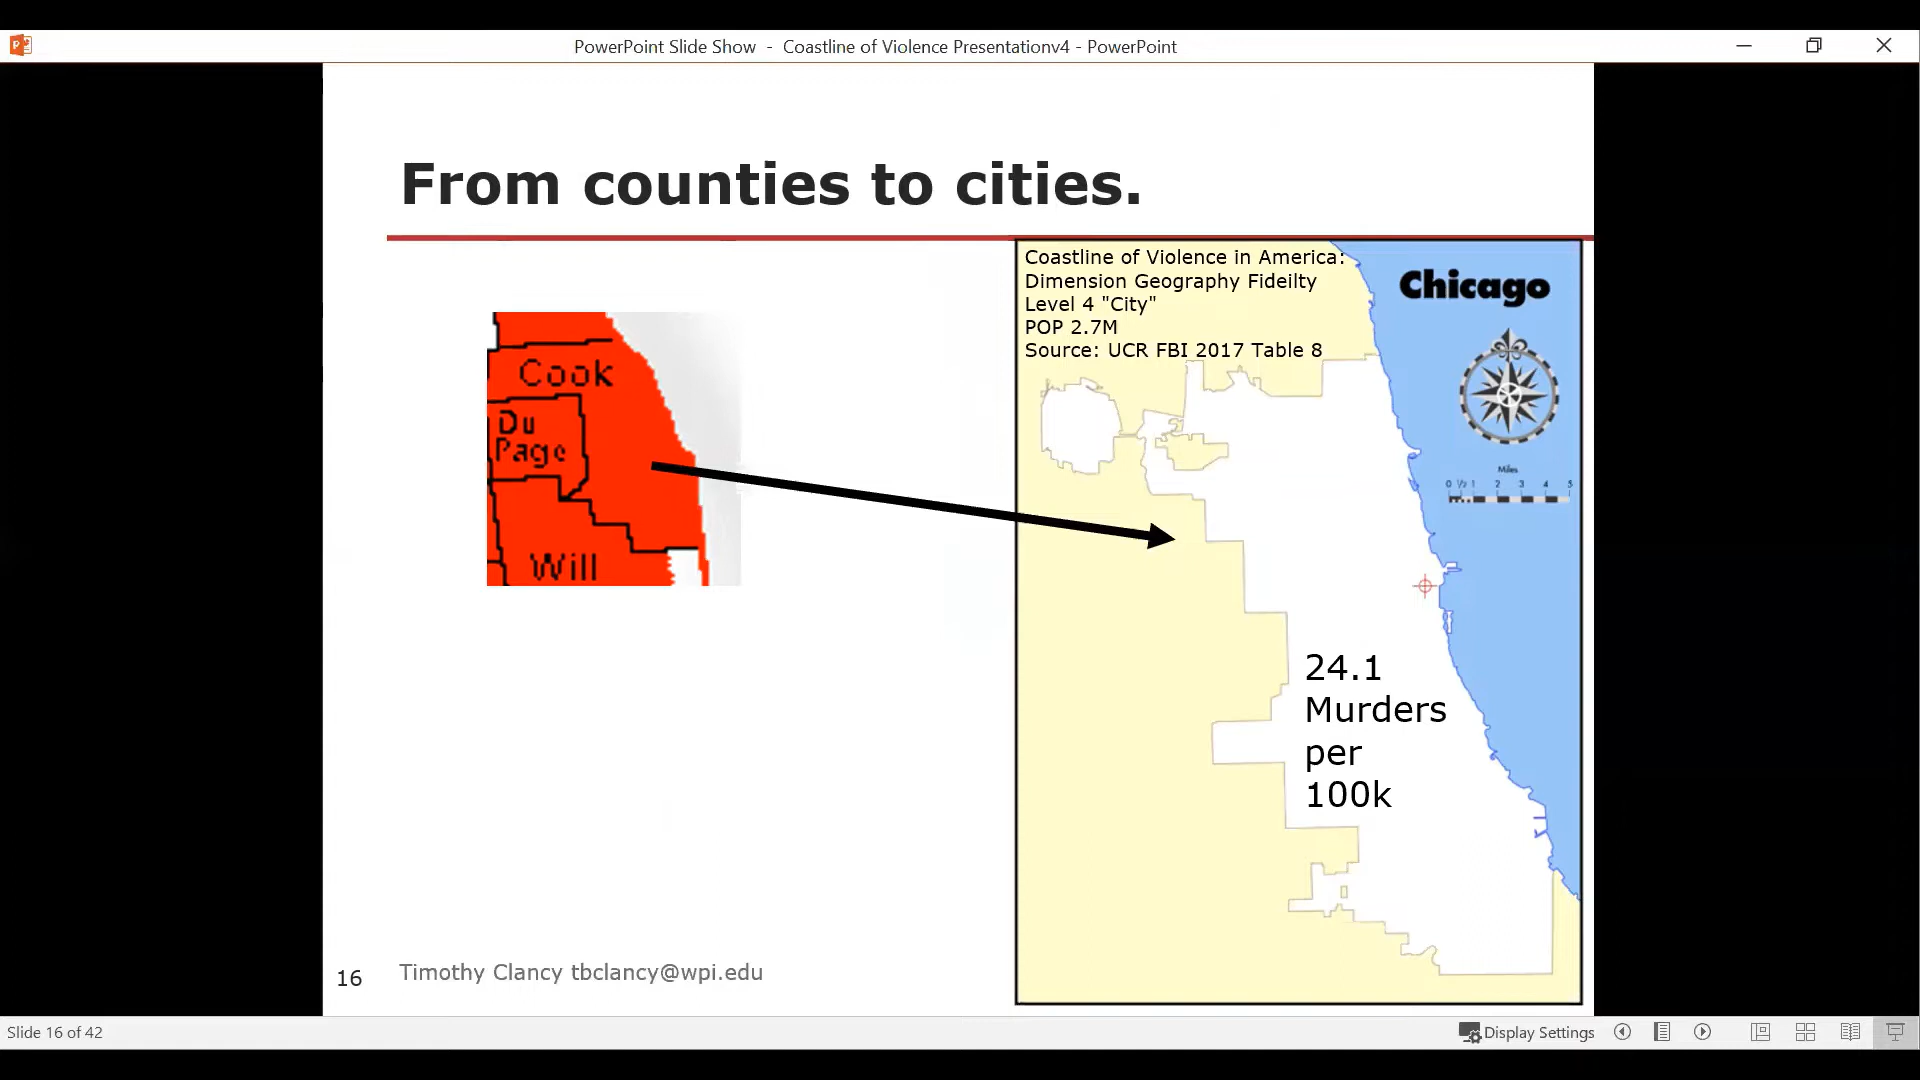 PowerPoint Slide Show - Coastline of Violence Presentationv4 - PowerPoint
From counties to cities.
Coastline of Violence in America:
Dimension Geography Fideilty
Level 4 "City"
POP 2.7M
Source: UCR FBI 2017 Table 8
Chicago
Miles
0 ½ 1 2 3 4 5
Cook
Du
Page
Will
24.1
Murders
per
100k
16
Timothy Clancy tbclancy@wpi.edu
Slide 16 of 42
Display Settings